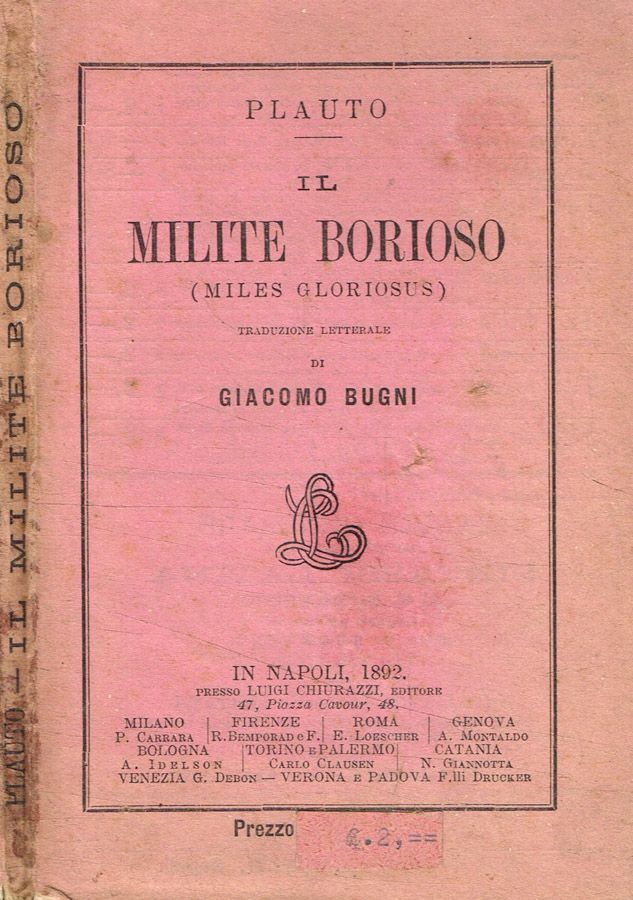 PLAUTO — IL MILITE BORIOSO
PLAUTO
IL
MILITE BORIOSO
(MILES GLORIOSUS)
TRADUZIONE LETTERALE
DI
GIACOMO BUGNI
IN NAPOLI, 1892.
PRESSO LUIGI CHIURAZZI, EDITORE
47, Piazza Cavour, 48.
MILANO FIRENZE ROMA GENOVA
P. CARRARA R. BEMPORAD e F. E. LOESCHER A. MONTALDO
BOLOGNA TORINO E PALERMO CATANIA
A. IDELSON CARLO CLAUSEN N. GIANNOTTA
VENEZIA G. DEBON — VERONA E PADOVA F.lli DRUCKER
Prezzo £.2,==